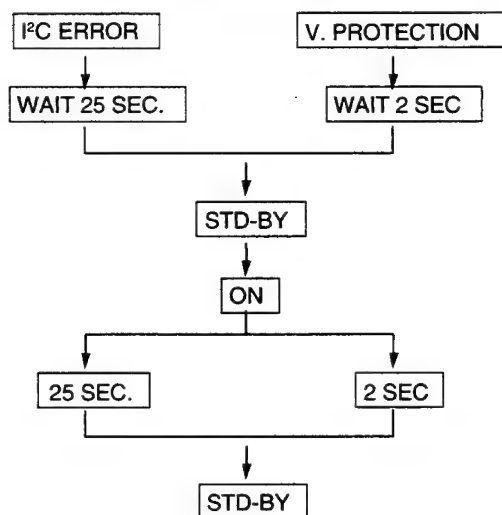 I²C ERROR
V. PROTECTION
WAIT 25 SEC.
WAIT 2 SEC
STD-BY
ON
25 SEC.
2 SEC
STD-BY